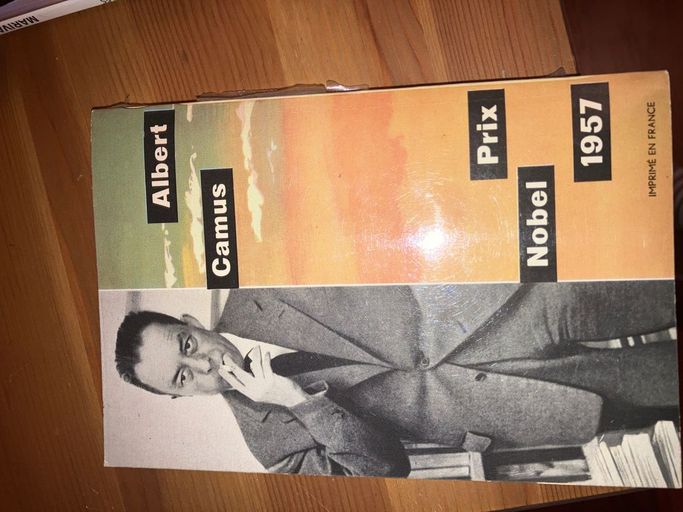 Albert
Camus
Prix
Nobel
1957
IMPRIMÉ EN FRANCE